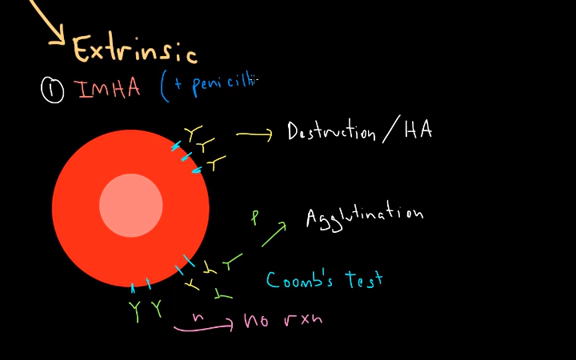 Extrinsic
① IMHA (+ penicilli
Destruction / HA
P Agglutination
Coomb's Test
n no rxn